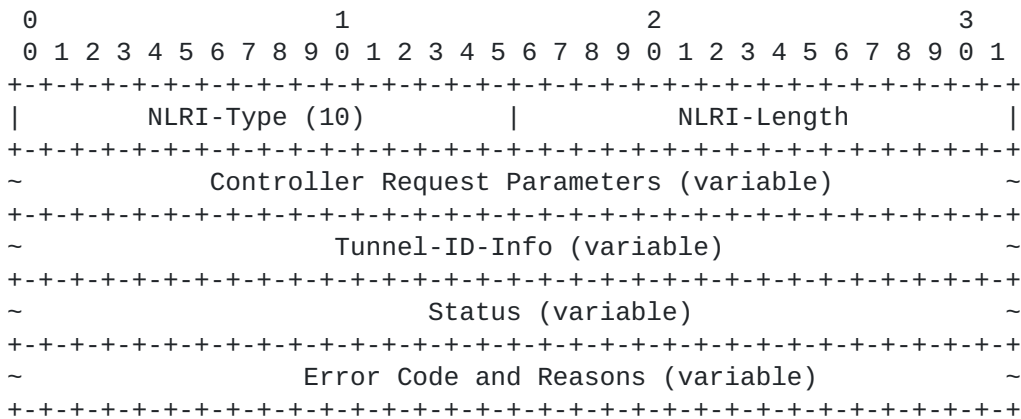 0                   1                   2                   3
 0 1 2 3 4 5 6 7 8 9 0 1 2 3 4 5 6 7 8 9 0 1 2 3 4 5 6 7 8 9 0 1
+-+-+-+-+-+-+-+-+-+-+-+-+-+-+-+-+-+-+-+-+-+-+-+-+-+-+-+-+-+-+-+-+
|        NLRI-Type (10)         |          NLRI-Length          |
+-+-+-+-+-+-+-+-+-+-+-+-+-+-+-+-+-+-+-+-+-+-+-+-+-+-+-+-+-+-+-+-+
~            Controller Request Parameters (variable)           ~
+-+-+-+-+-+-+-+-+-+-+-+-+-+-+-+-+-+-+-+-+-+-+-+-+-+-+-+-+-+-+-+-+
~                    Tunnel-ID-Info (variable)                  ~
+-+-+-+-+-+-+-+-+-+-+-+-+-+-+-+-+-+-+-+-+-+-+-+-+-+-+-+-+-+-+-+-+
~                          Status (variable)                    ~
+-+-+-+-+-+-+-+-+-+-+-+-+-+-+-+-+-+-+-+-+-+-+-+-+-+-+-+-+-+-+-+-+
~                  Error Code and Reasons (variable)            ~
+-+-+-+-+-+-+-+-+-+-+-+-+-+-+-+-+-+-+-+-+-+-+-+-+-+-+-+-+-+-+-+-+